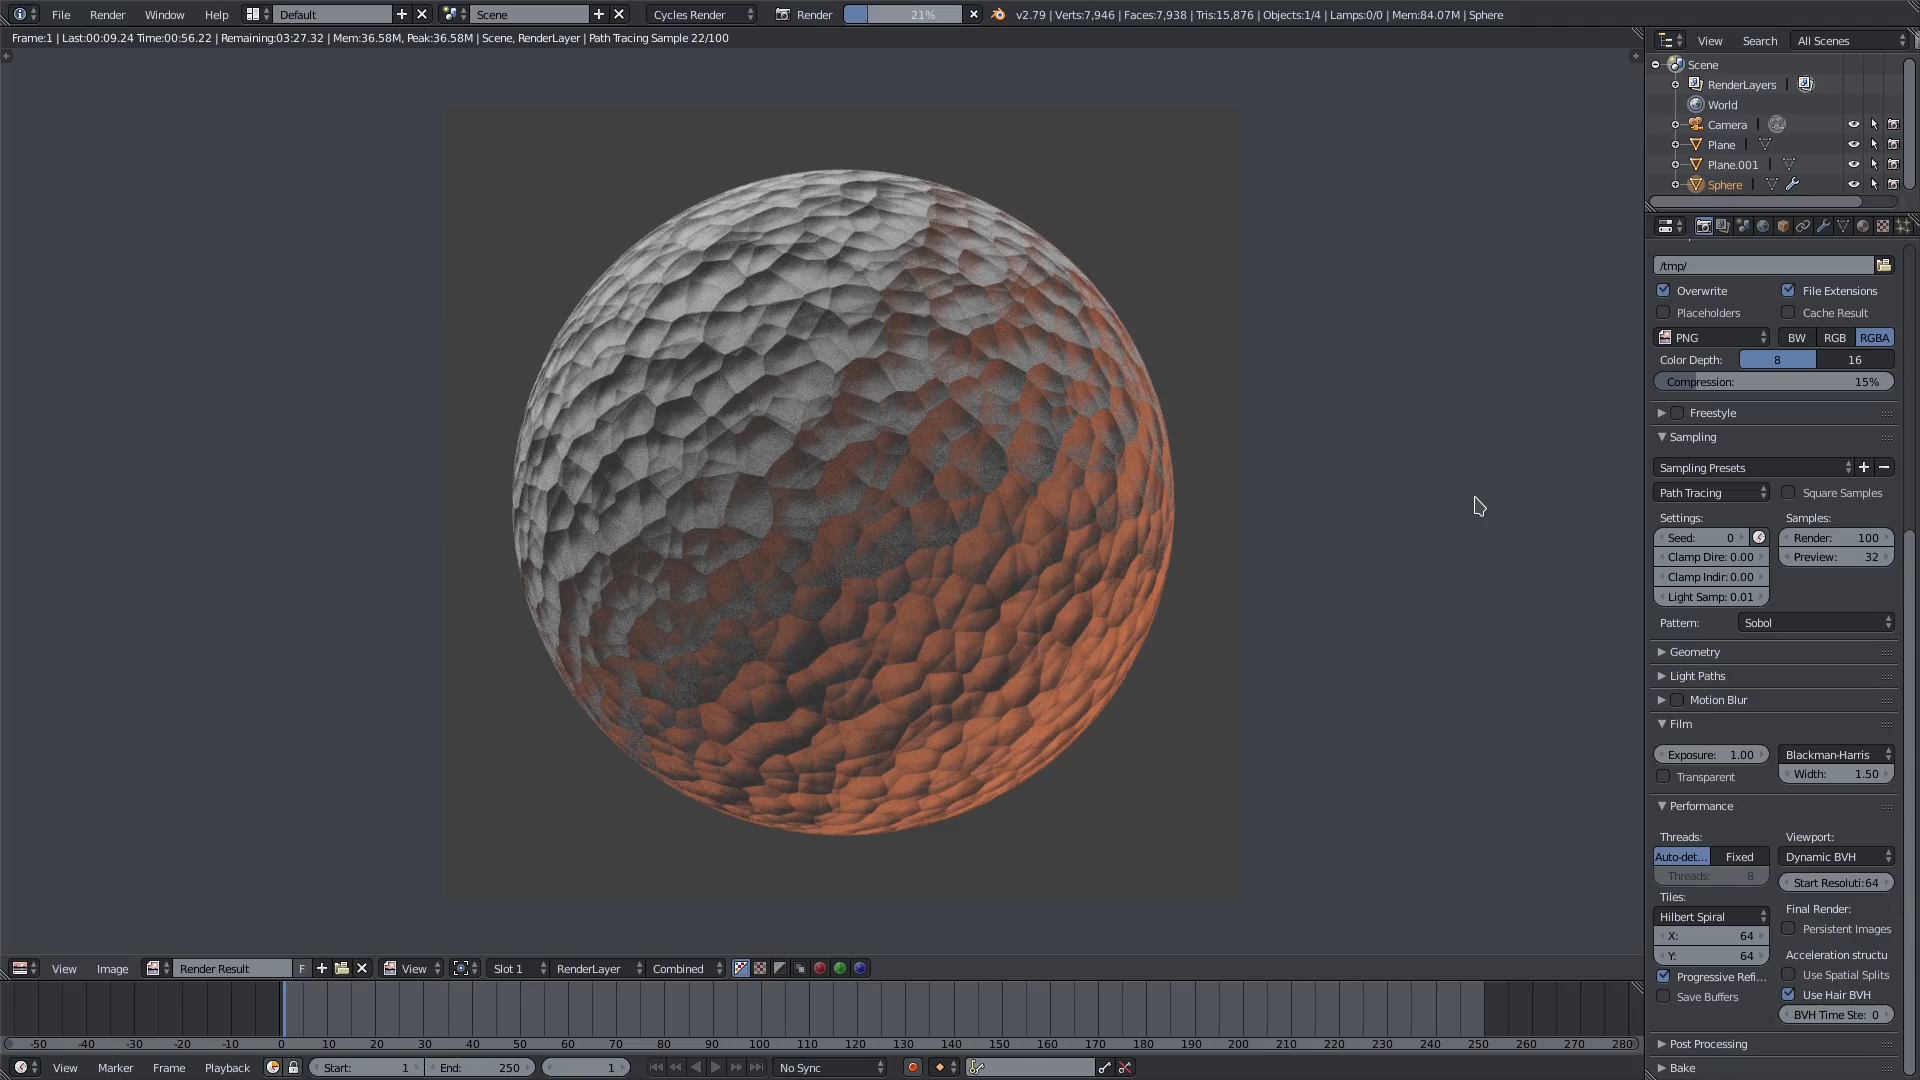 File Render Window Help Default Scene Cycles Render Render 21% v2.79 | Verts:7,946 | Faces:7,938 | Tris:15,876 | Objects:1/4 | Lamps:0/0 | Mem:84.07M | Sphere
Frame:1 | Last:00:09.24 Time:00:56.22 | Remaining:03:27.32 | Mem:36.58M, Peak:36.58M | Scene, RenderLayer | Path Tracing Sample 22/100
View Search All Scenes
Scene
RenderLayers
World
Camera
Plane
Plane.001
Sphere
/tmp/
Overwrite File Extensions
Placeholders Cache Result
PNG BW RGB RGBA
Color Depth: 8 16
Compression: 15%
Freestyle
Sampling
Sampling Presets
Path Tracing Square Samples
Settings: Samples:
Seed: 0 Render: 100
Clamp Dire: 0.00 Preview: 32
Clamp Indir: 0.00
Light Samp: 0.01
Pattern: Sobol
Geometry
Light Paths
Motion Blur
Film
Exposure: 1.00 Blackman-Harris
Transparent Width: 1.50
Performance
Threads: Viewport:
Auto-det... Fixed Dynamic BVH
Threads: 8 Start Resoluti:64
Tiles:
Hilbert Spiral Final Render:
X: 64 Persistent Images
Y: 64 Acceleration structu
Progressive Refi... Use Spatial Splits
Save Buffers Use Hair BVH
BVH Time Ste: 0
Post Processing
Bake
View Image Render Result F View Slot 1 RenderLayer Combined
-50 -40 -30 -20 -10 0 10 20 30 40 50 60 70 80 90 100 110 120 130 140 150 160 170 180 190 200 210 220 230 240 250 260 270 280
View Marker Frame Playback Start: 1 End: 250 1 No Sync